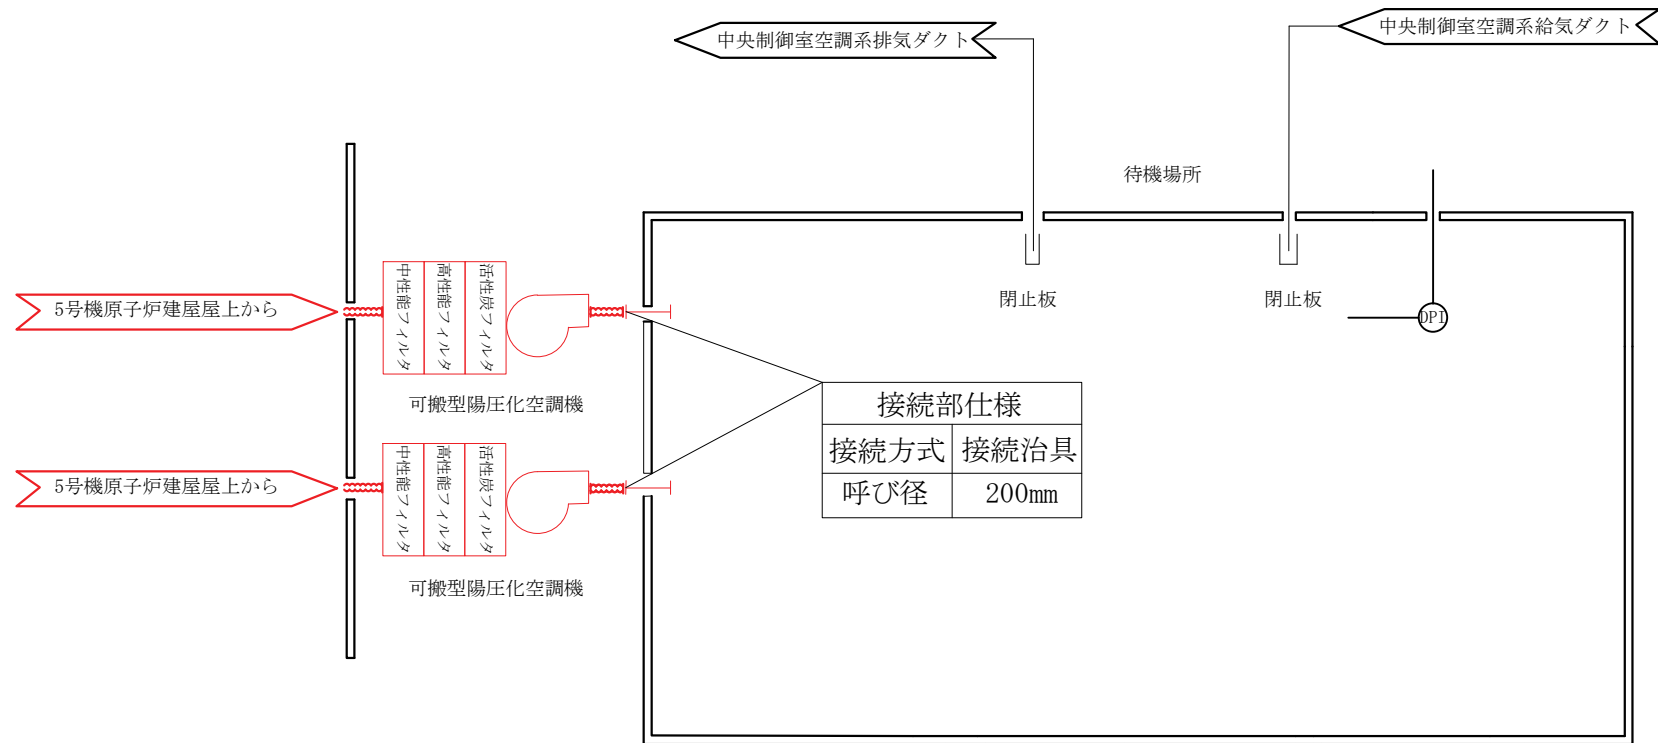 中央制御室空調系排気ダクト
中央制御室空調系給気ダクト
待機場所
閉止板
閉止板
DPI
5号機原子炉建屋屋上から
中性能フィルタ
高性能フィルタ
活性炭フィルタ
可搬型陽圧化空調機
接続部仕様
接続方式 接続治具
呼び径 200mm
5号機原子炉建屋屋上から
中性能フィルタ
高性能フィルタ
活性炭フィルタ
可搬型陽圧化空調機